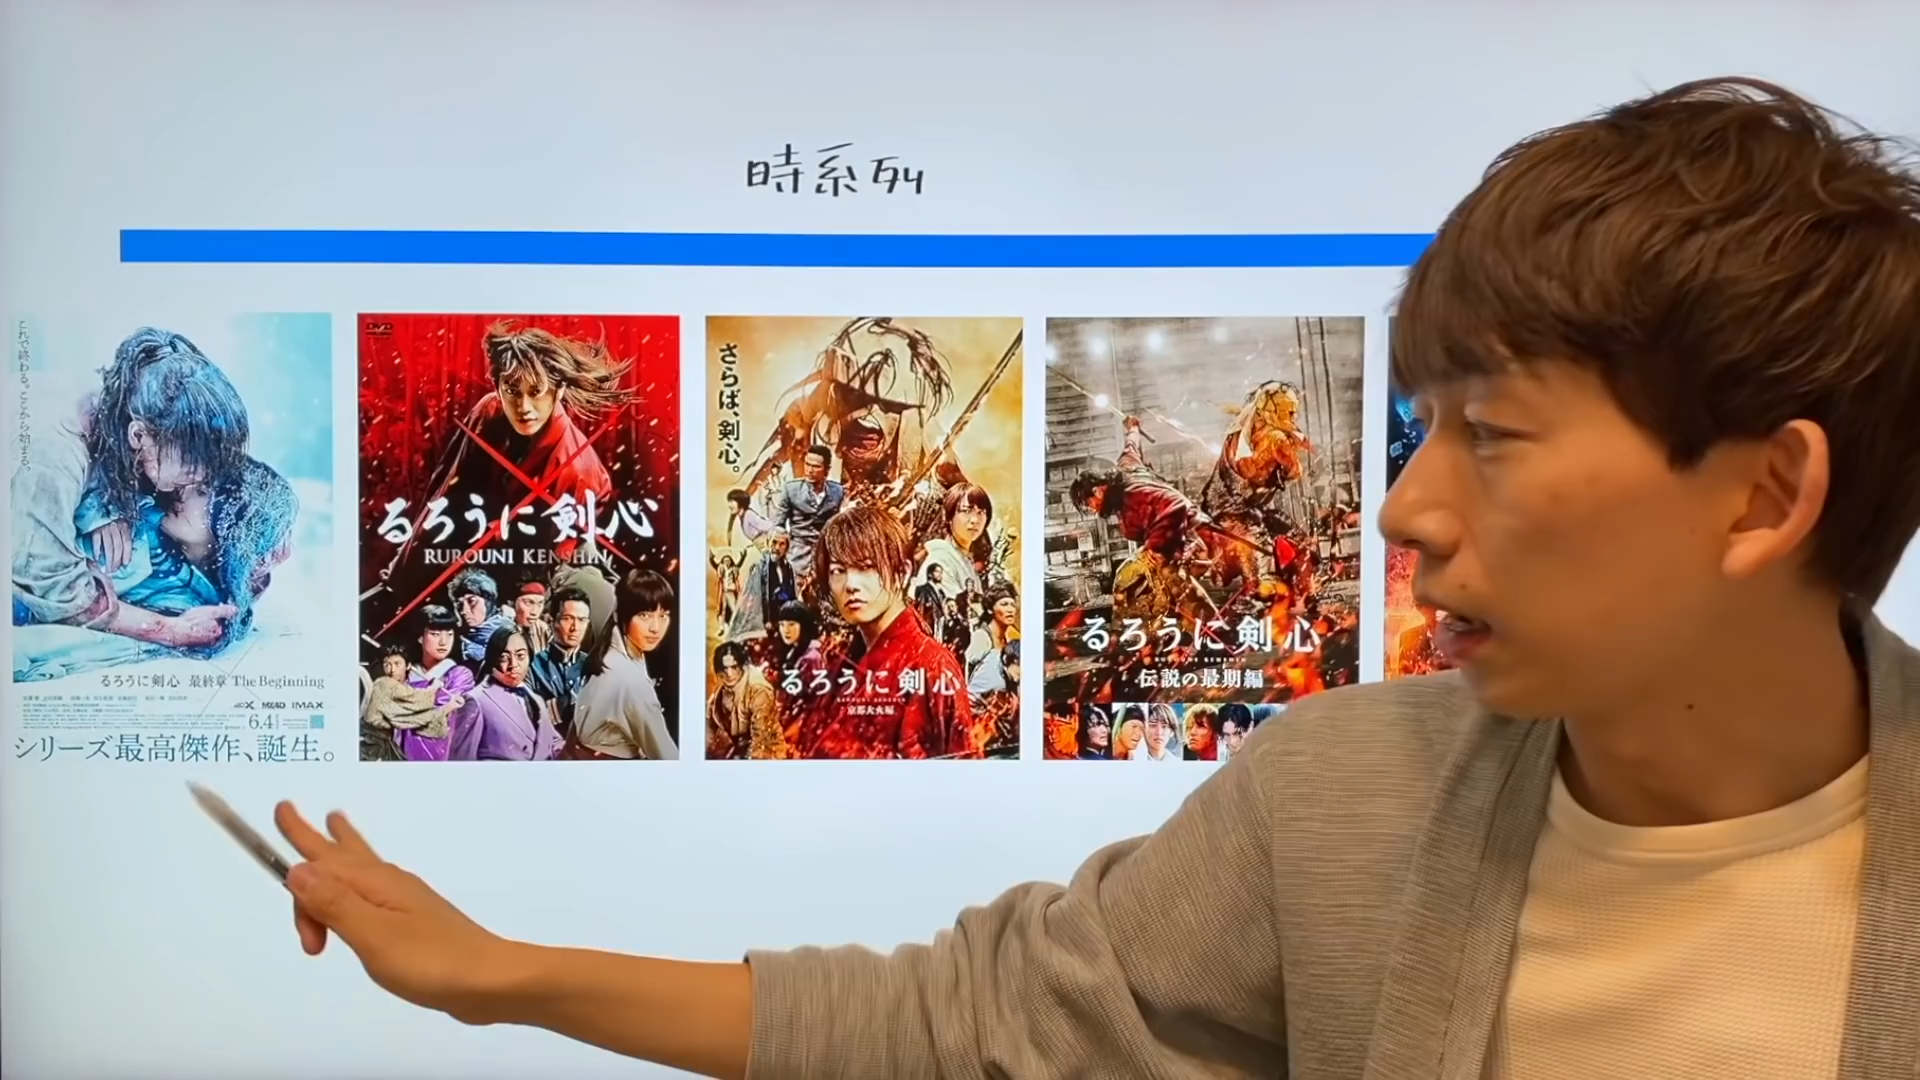 時系列
これで終わる。ここから始まる。
るろうに剣心 最終章 The Beginning
IMAX
6.4
シリーズ最高傑作、誕生。
DVD
るろうに剣心
RUROUNI KENSHIN
さらば、剣心。
るろうに剣心
京都大火編
るろうに剣心
伝説の最期編